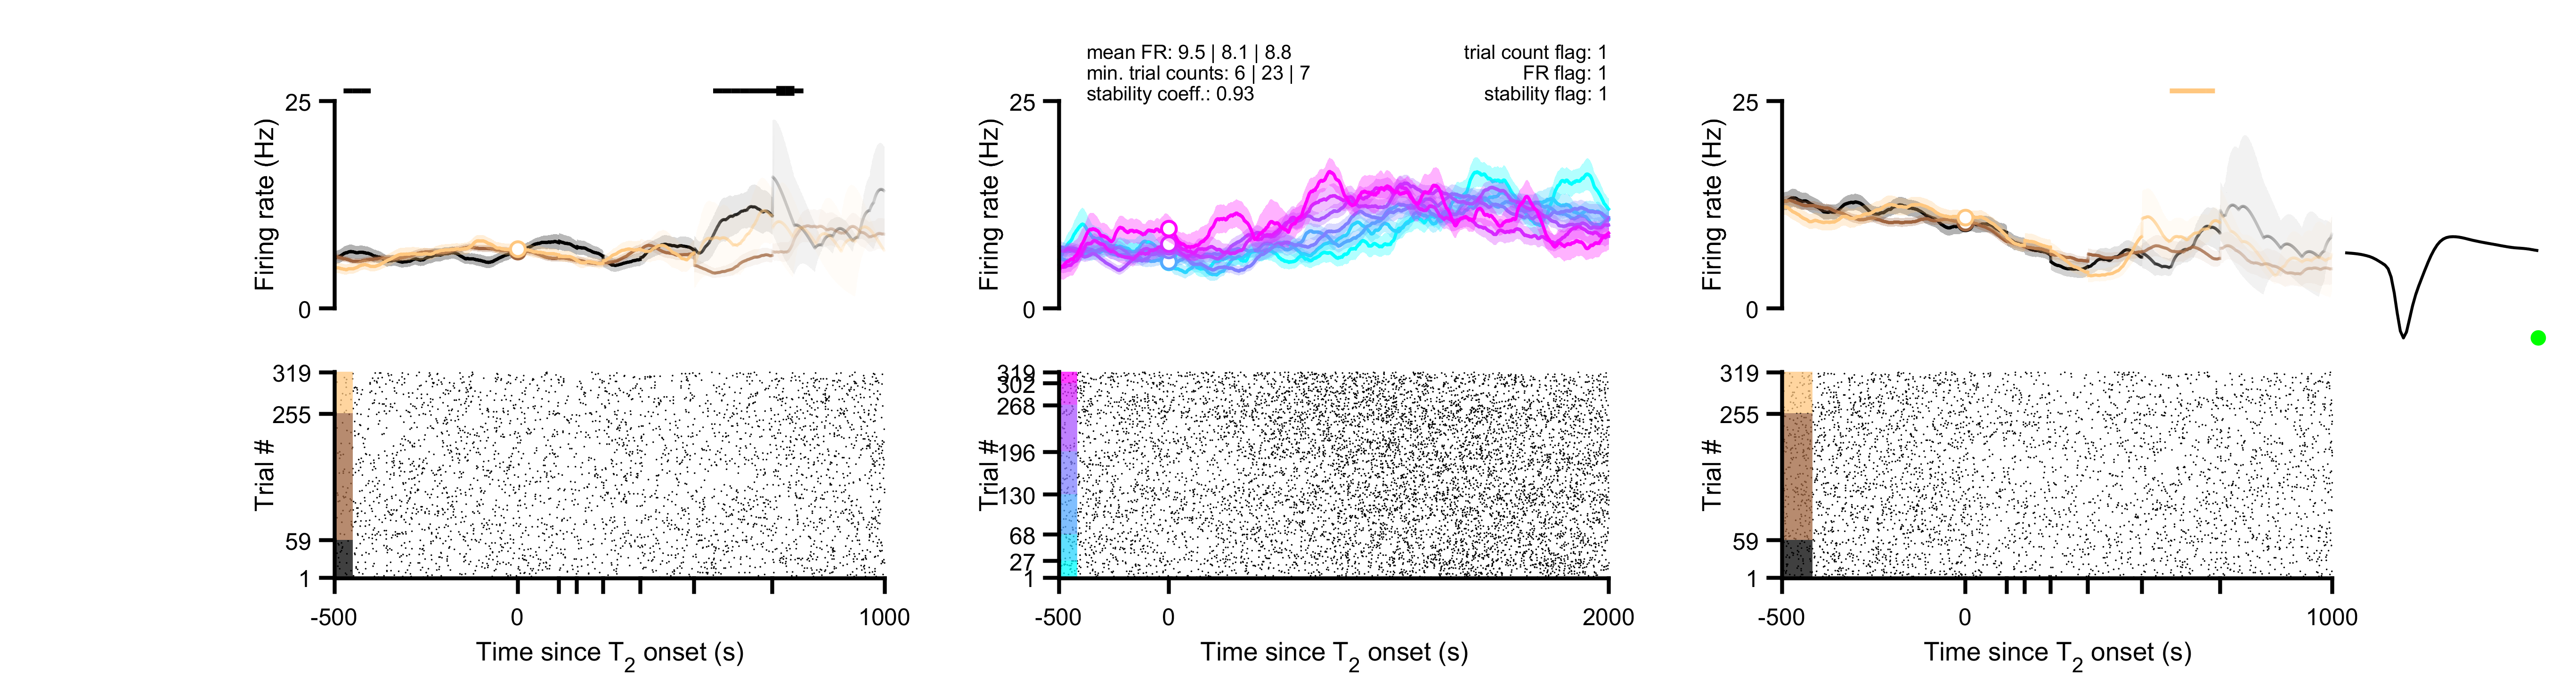 mean FR: 9.5 | 8.1 | 8.8
min. trial counts: 6 | 23 | 7
stability coeff.: 0.93
trial count flag: 1
FR flag: 1
stability flag: 1
25
Firing rate (Hz)
0
25
Firing rate (Hz)
0
25
Firing rate (Hz)
0
319
255
Trial #
59
1
-500
0
1000
Time since T2 onset (s)
319
302
268
196
Trial #
130
68
27
1
-500
0
2000
Time since T2 onset (s)
319
255
Trial #
59
1
-500
0
1000
Time since T2 onset (s)